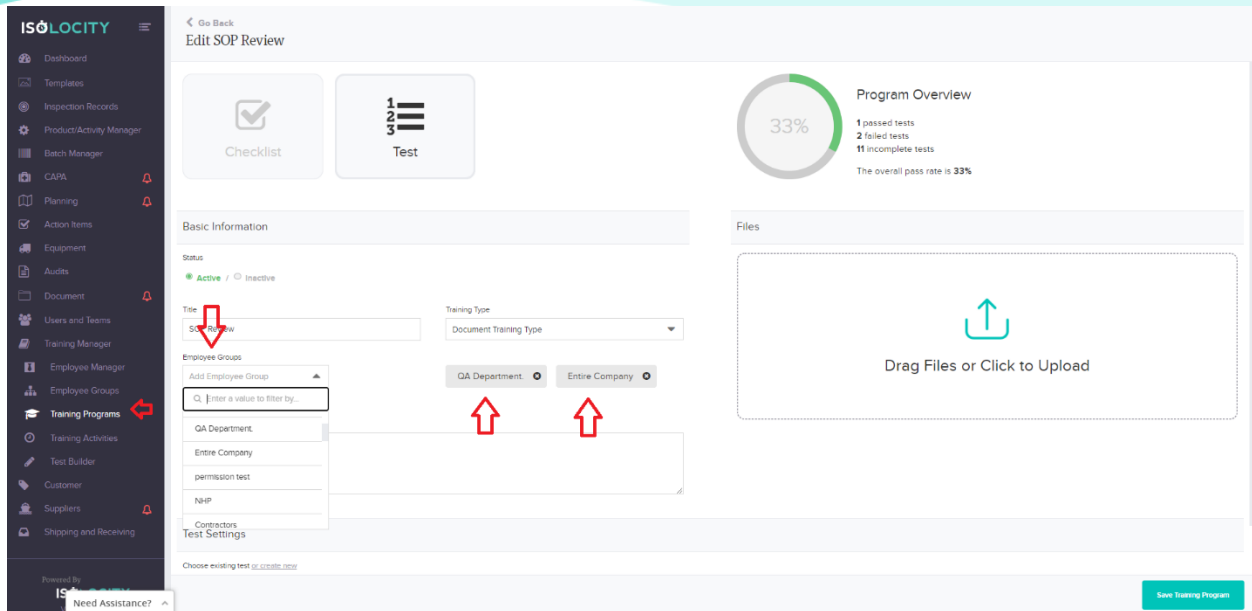 ISOLOCITY
Dashboard
Templates
Inspection Records
Product/Activity Manager
Batch Manager
CAPA
Planning
Action Items
Equipment
Audits
Document
Users and Teams
Training Manager
Employee Manager
Employee Groups
Training Programs
Training Activities
Test Builder
Customer
Suppliers
Shipping and Receiving
Powered By
Need Assistance?
Go Back
Edit SOP Review
Checklist
1
2
3
Test
33%
Program Overview
1 passed tests
2 failed tests
11 incomplete tests
The overall pass rate is 33%
Basic Information
Status
Active / Inactive
Title
Training Type
Review
Document Training Type
Employee Groups
Add Employee Group
QA Department.
Entire Company
Enter a value to filter by...
QA Department.
Entire Company
permission test
NHP
Contractors
Test Settings
Choose existing test or create new
Files
Drag Files or Click to Upload
Save Training Program